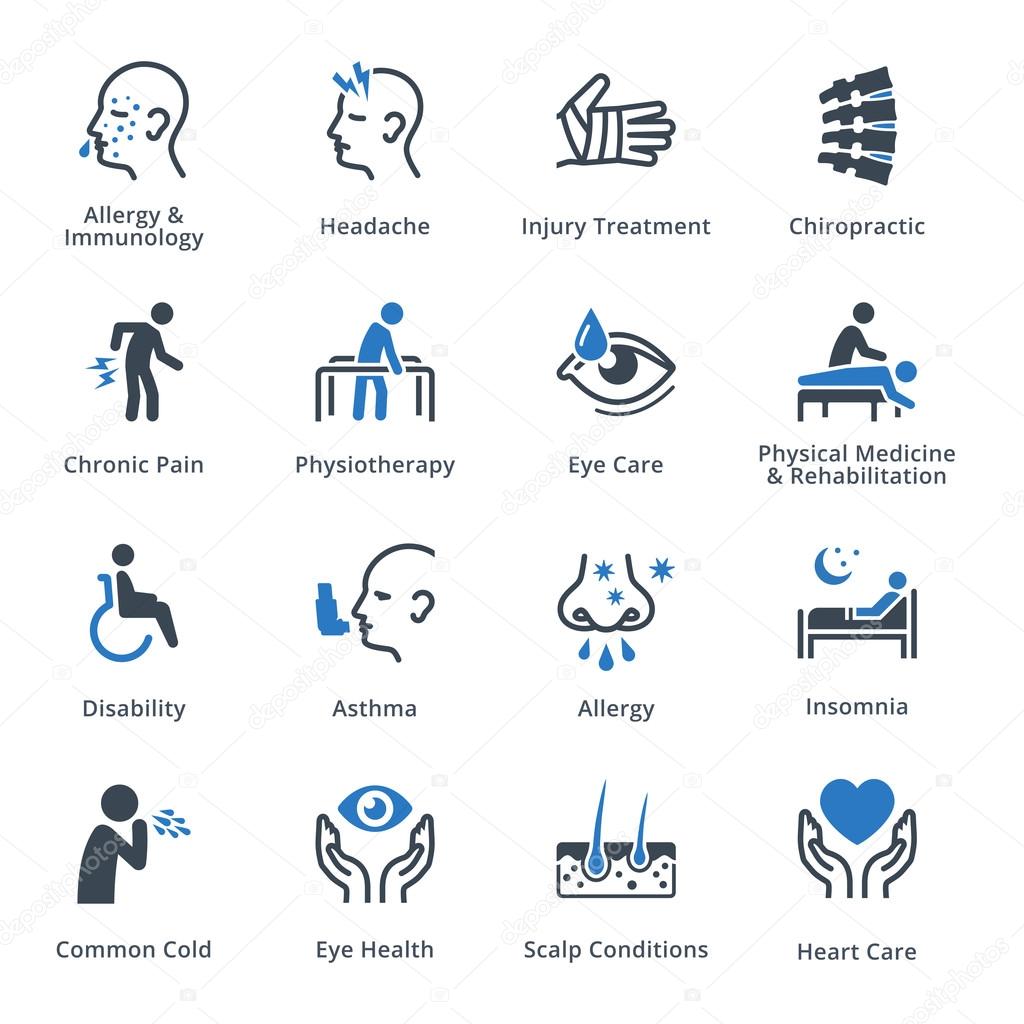 Allergy &
Immunology
Headache
Injury Treatment
Chiropractic
Chronic Pain
Physiotherapy
Eye Care
Physical Medicine
& Rehabilitation
Disability
Asthma
Allergy
Insomnia
Common Cold
Eye Health
Scalp Conditions
Heart Care
depositphotos